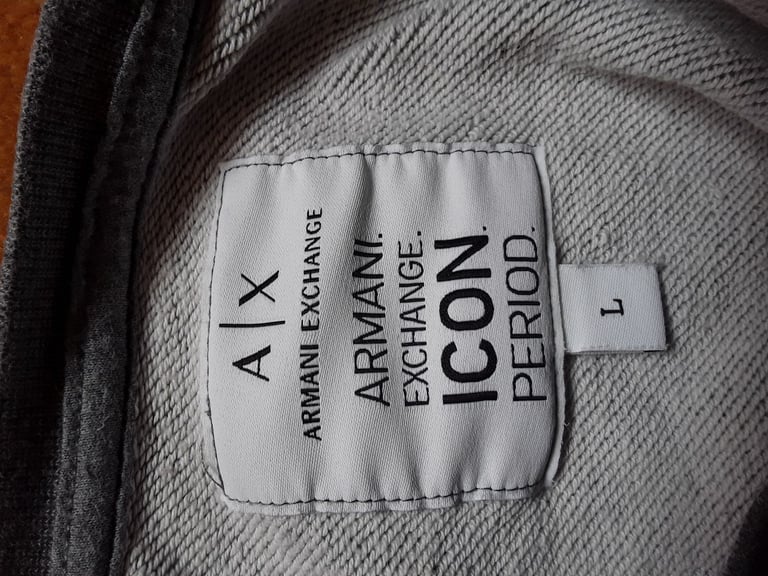 A|X
ARMANI EXCHANGE
ARMANI.
EXCHANGE.
ICON.
PERIOD.
L